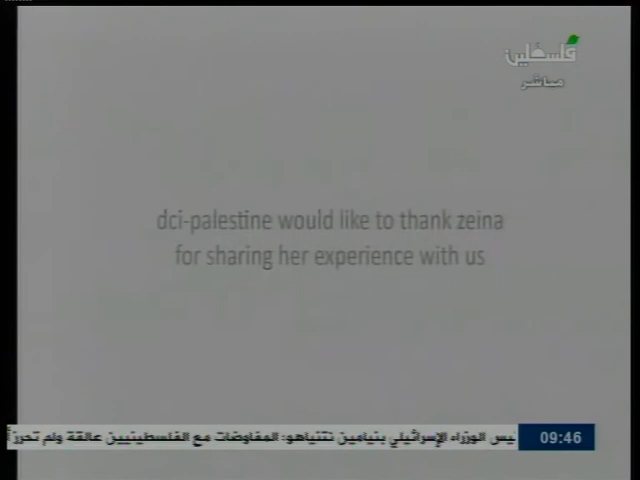 فلسطين
مباشر
dci-palestine would like to thank zeina
for sharing her experience with us
يس الوزراء الإسرائيلي بنيامين نتنياهو: المفاوضات مع الفلسطينيين عالقة ولم تحرز
09:46